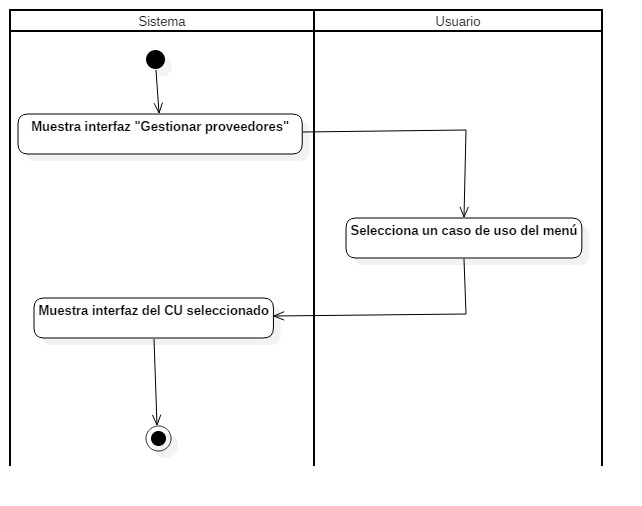 Sistema
Usuario
Muestra interfaz "Gestionar proveedores"
Selecciona un caso de uso del menú
Muestra interfaz del CU seleccionado